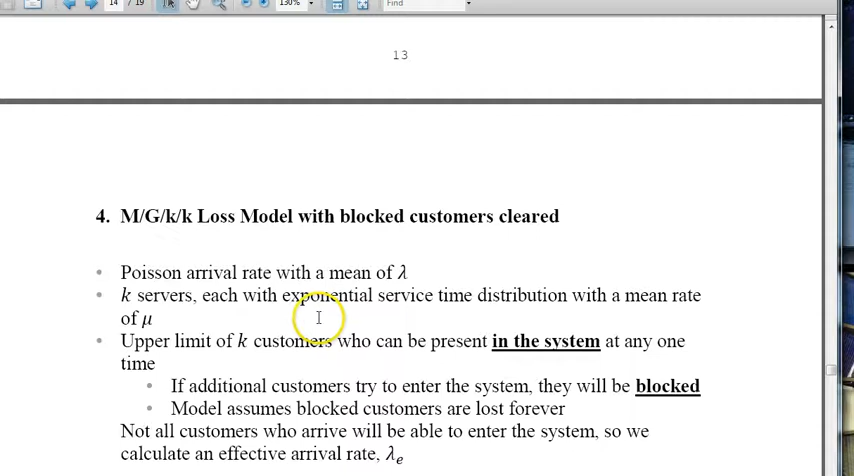 14 / 19
130%
Find
13
4. M/G/k/k Loss Model with blocked customers cleared
• Poisson arrival rate with a mean of λ
• k servers, each with exponential service time distribution with a mean rate
of μ
• Upper limit of k customers who can be present in the system at any one
time
• If additional customers try to enter the system, they will be blocked
• Model assumes blocked customers are lost forever
Not all customers who arrive will be able to enter the system, so we
calculate an effective arrival rate, λₑ